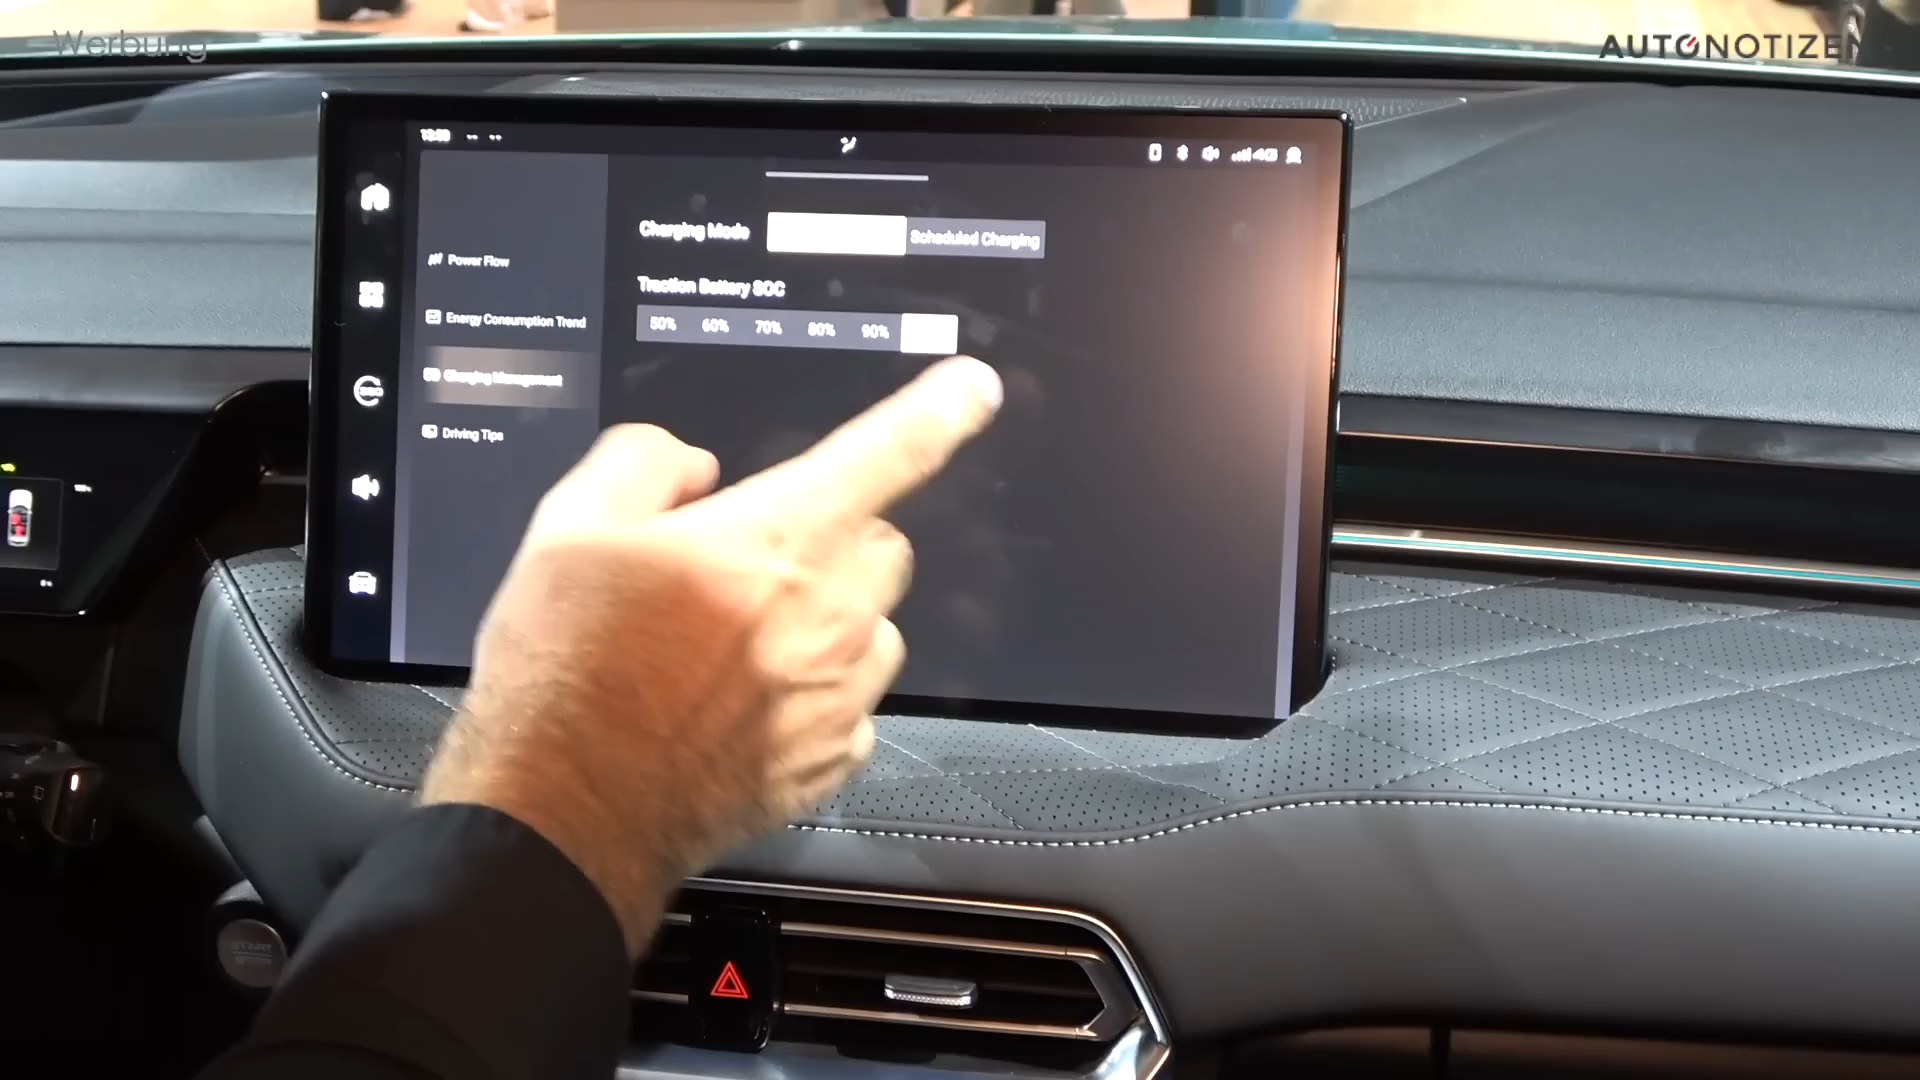 Werbung
AUTONOTIZEN
4G
Charging Mode
Scheduled Charging
Power Flow
Traction Battery SOC
Energy Consumption Trend
50% 60% 70% 80% 90%
Charging Management
Driving Tips